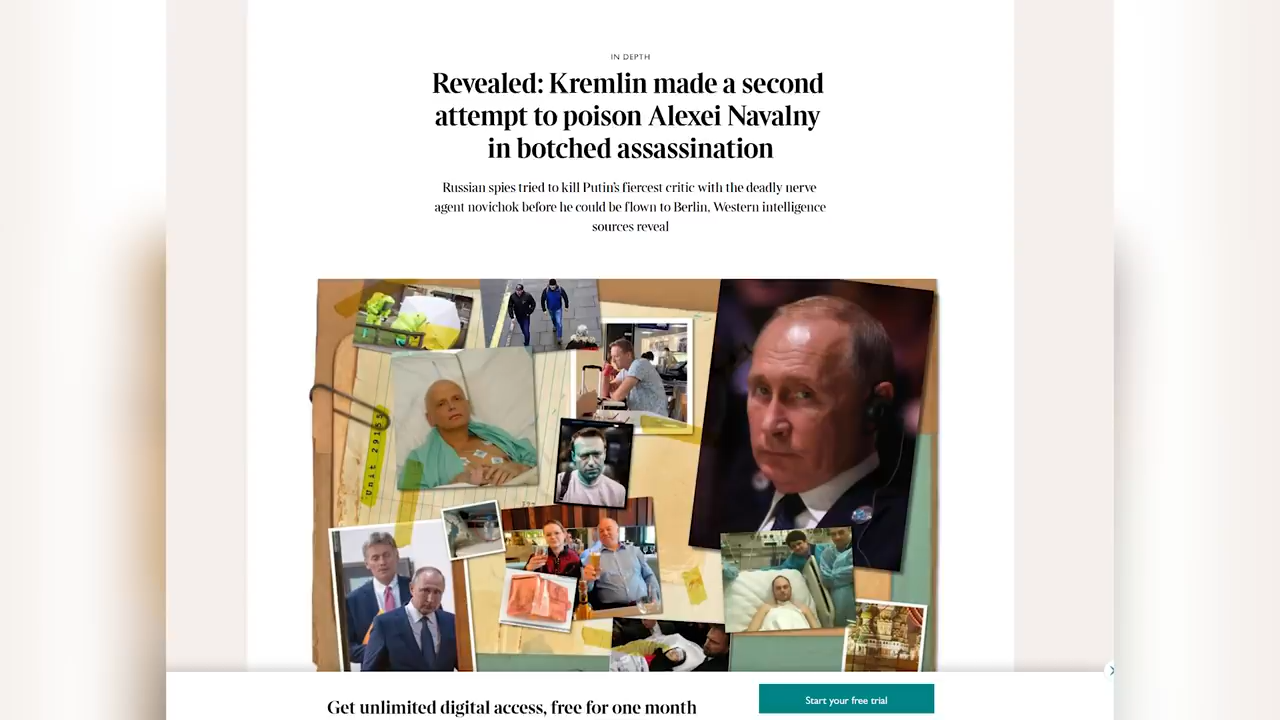 IN DEPTH
Revealed: Kremlin made a second
attempt to poison Alexei Navalny
in botched assassination
Russian spies tried to kill Putin's fiercest critic with the deadly nerve
agent novichok before he could be flown to Berlin, Western intelligence
sources reveal
Unit 29155
Get unlimited digital access, free for one month
Start your free trial